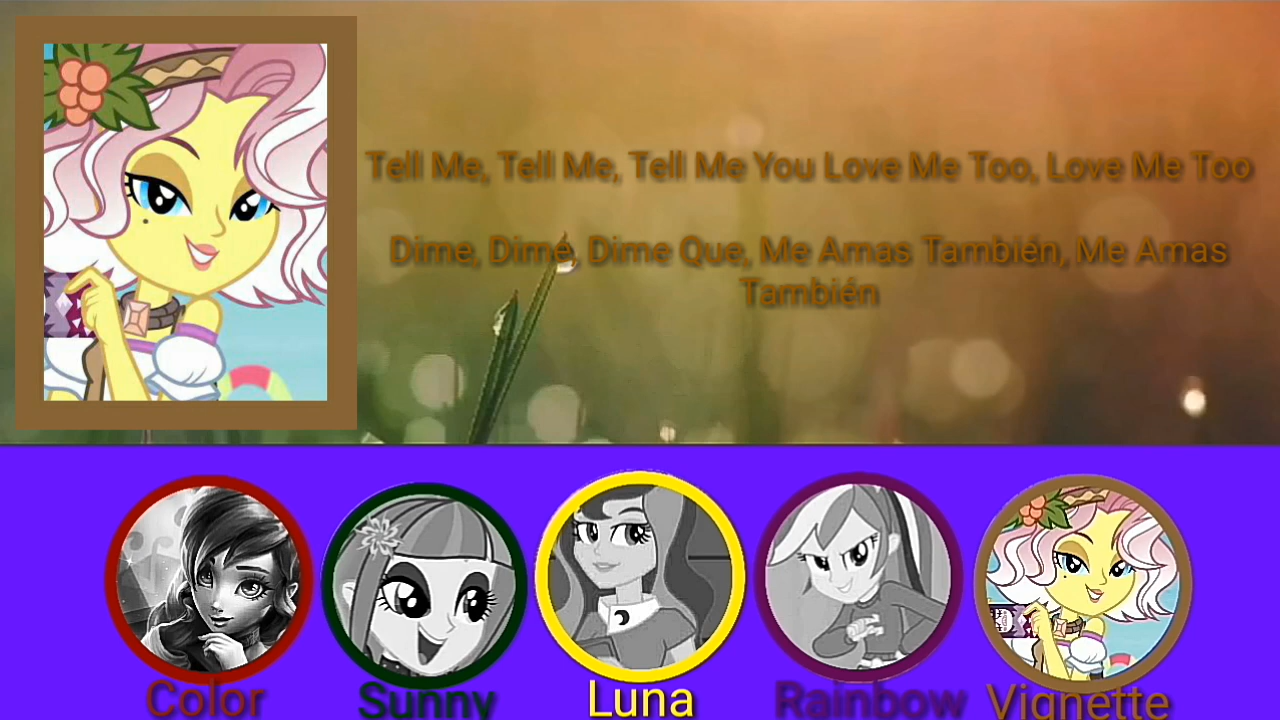 Tell Me, Tell Me, Tell Me You Love Me Too, Love Me Too
Dime, Dime, Dime Que, Me Amas También, Me Amas
También
Color
Sunny
Luna
Rainbow
Vignette